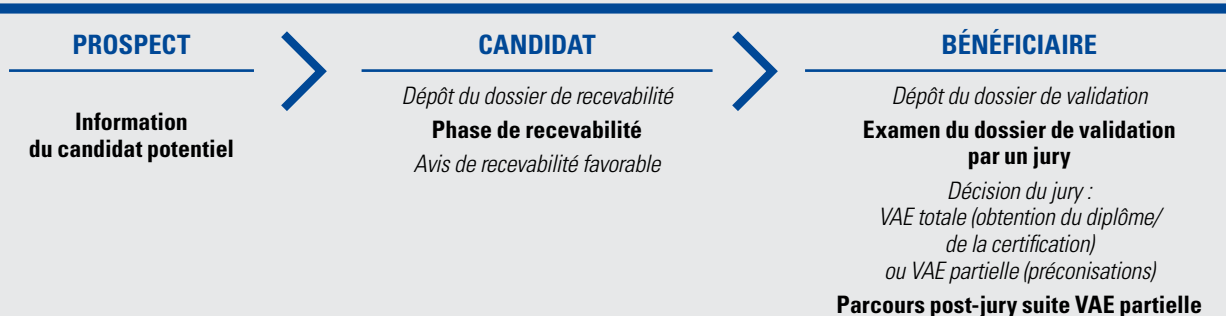 PROSPECT
Information
du candidat potentiel
CANDIDAT
Dépôt du dossier de recevabilité
Phase de recevabilité
Avis de recevabilité favorable
BÉNÉFICIAIRE
Dépôt du dossier de validation
Examen du dossier de validation
par un jury
Décision du jury :
VAE totale (obtention du diplôme/
de la certification)
ou VAE partielle (préconisations)
Parcours post-jury suite VAE partielle